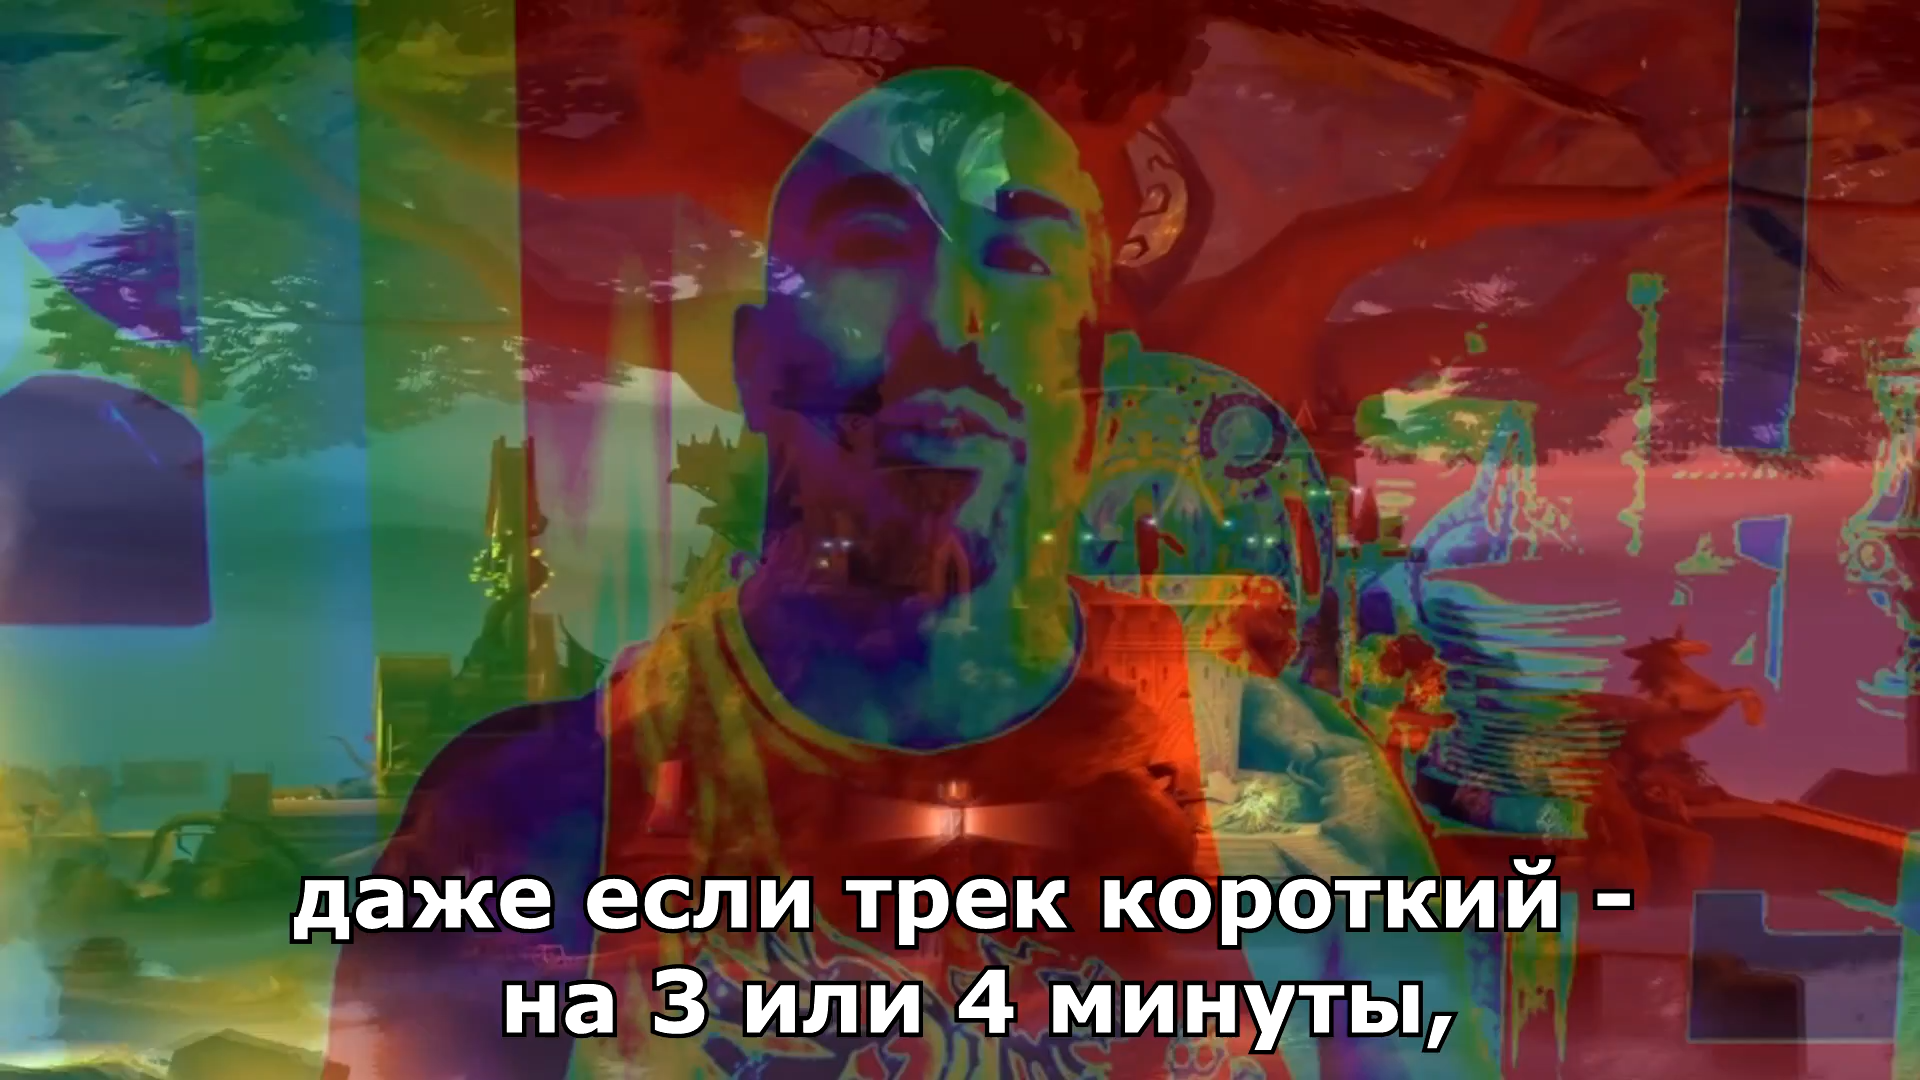 даже если трек короткий -
на 3 или 4 минуты,